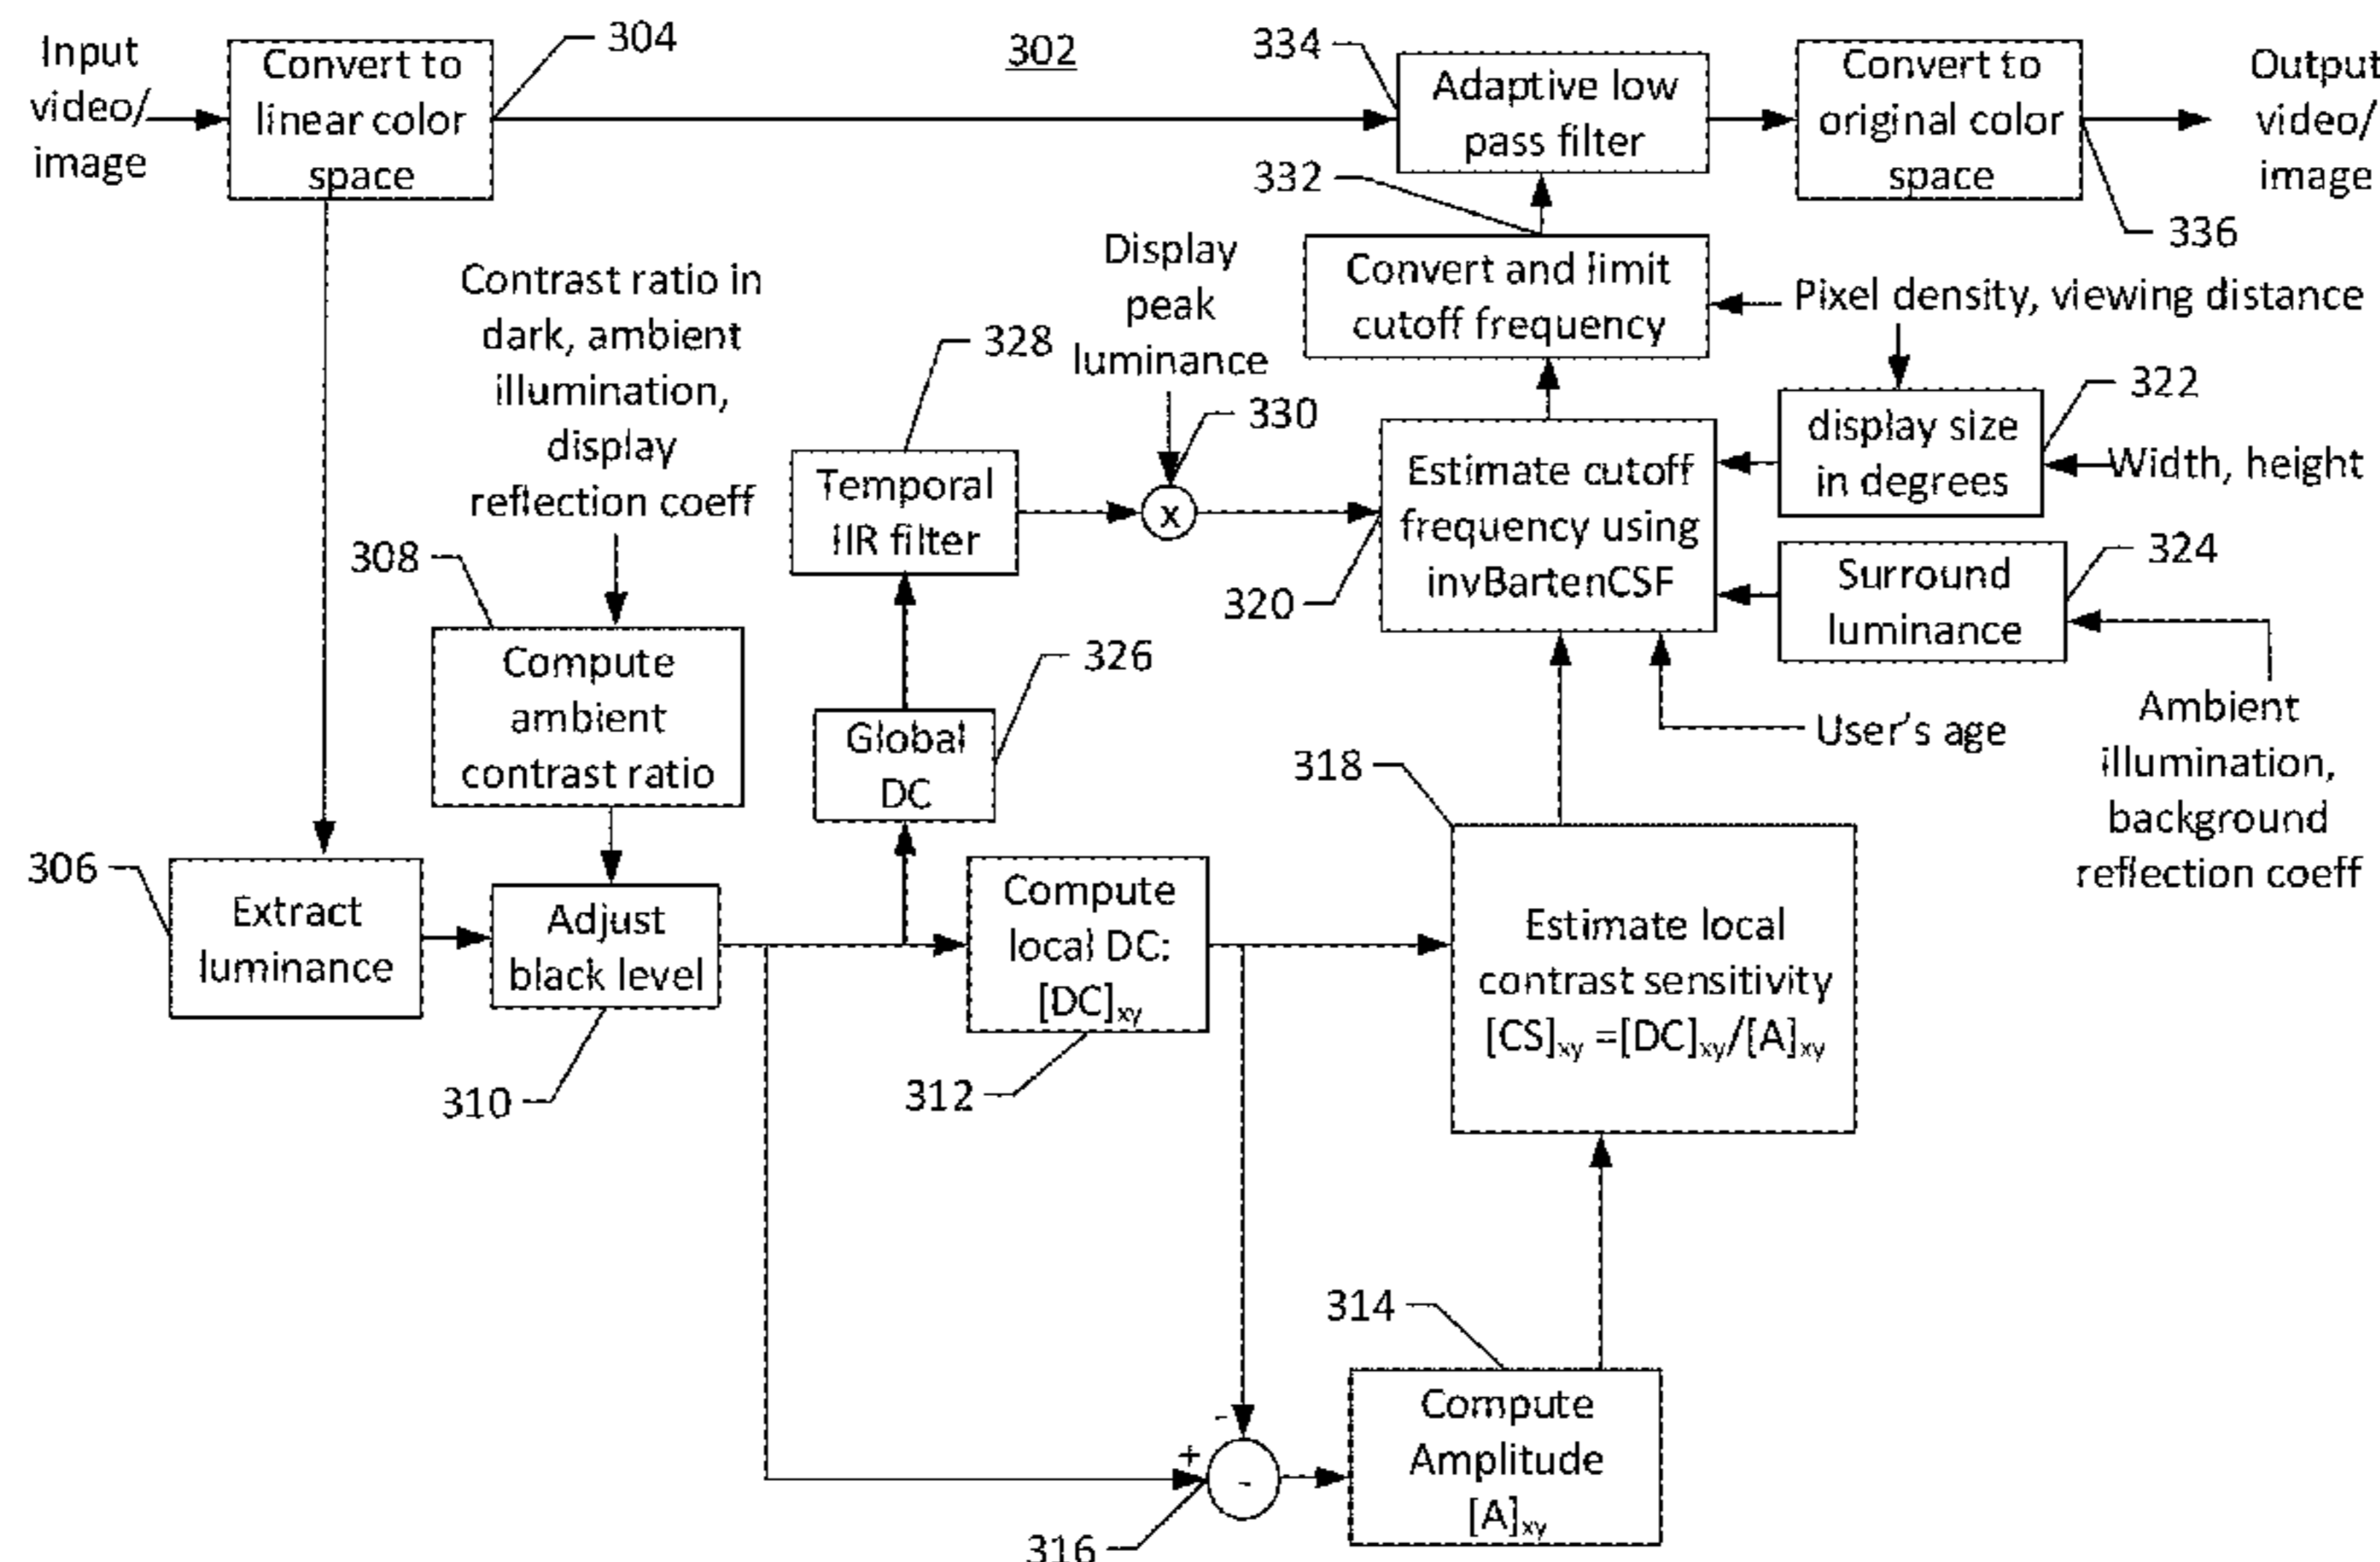 Input
video/
image
Convert to
linear color
space
304
302
334
Adaptive low
pass filter
Convert to
original color
space
Output
video/
image
336
332
Contrast ratio in
dark, ambient
illumination,
display
reflection coeff
Display
peak
luminance
Convert and limit
cutoff frequency
Pixel density, viewing distance
328
330
322
display size
in degrees
Width, height
Temporal
IIR filter
x
Estimate cutoff
frequency using
invBartenCSF
320
324
Surround
luminance
308
Compute
ambient
contrast ratio
326
Global
DC
User's age
Ambient
illumination,
background
reflection coeff
318
306
Extract
luminance
Adjust
black level
310
Compute
local DC:
[DC]xy
312
Estimate local
contrast sensitivity
[CS]xy =[DC]xy/[A]xy
314
Compute
Amplitude
[A]xy
-
+
-
316